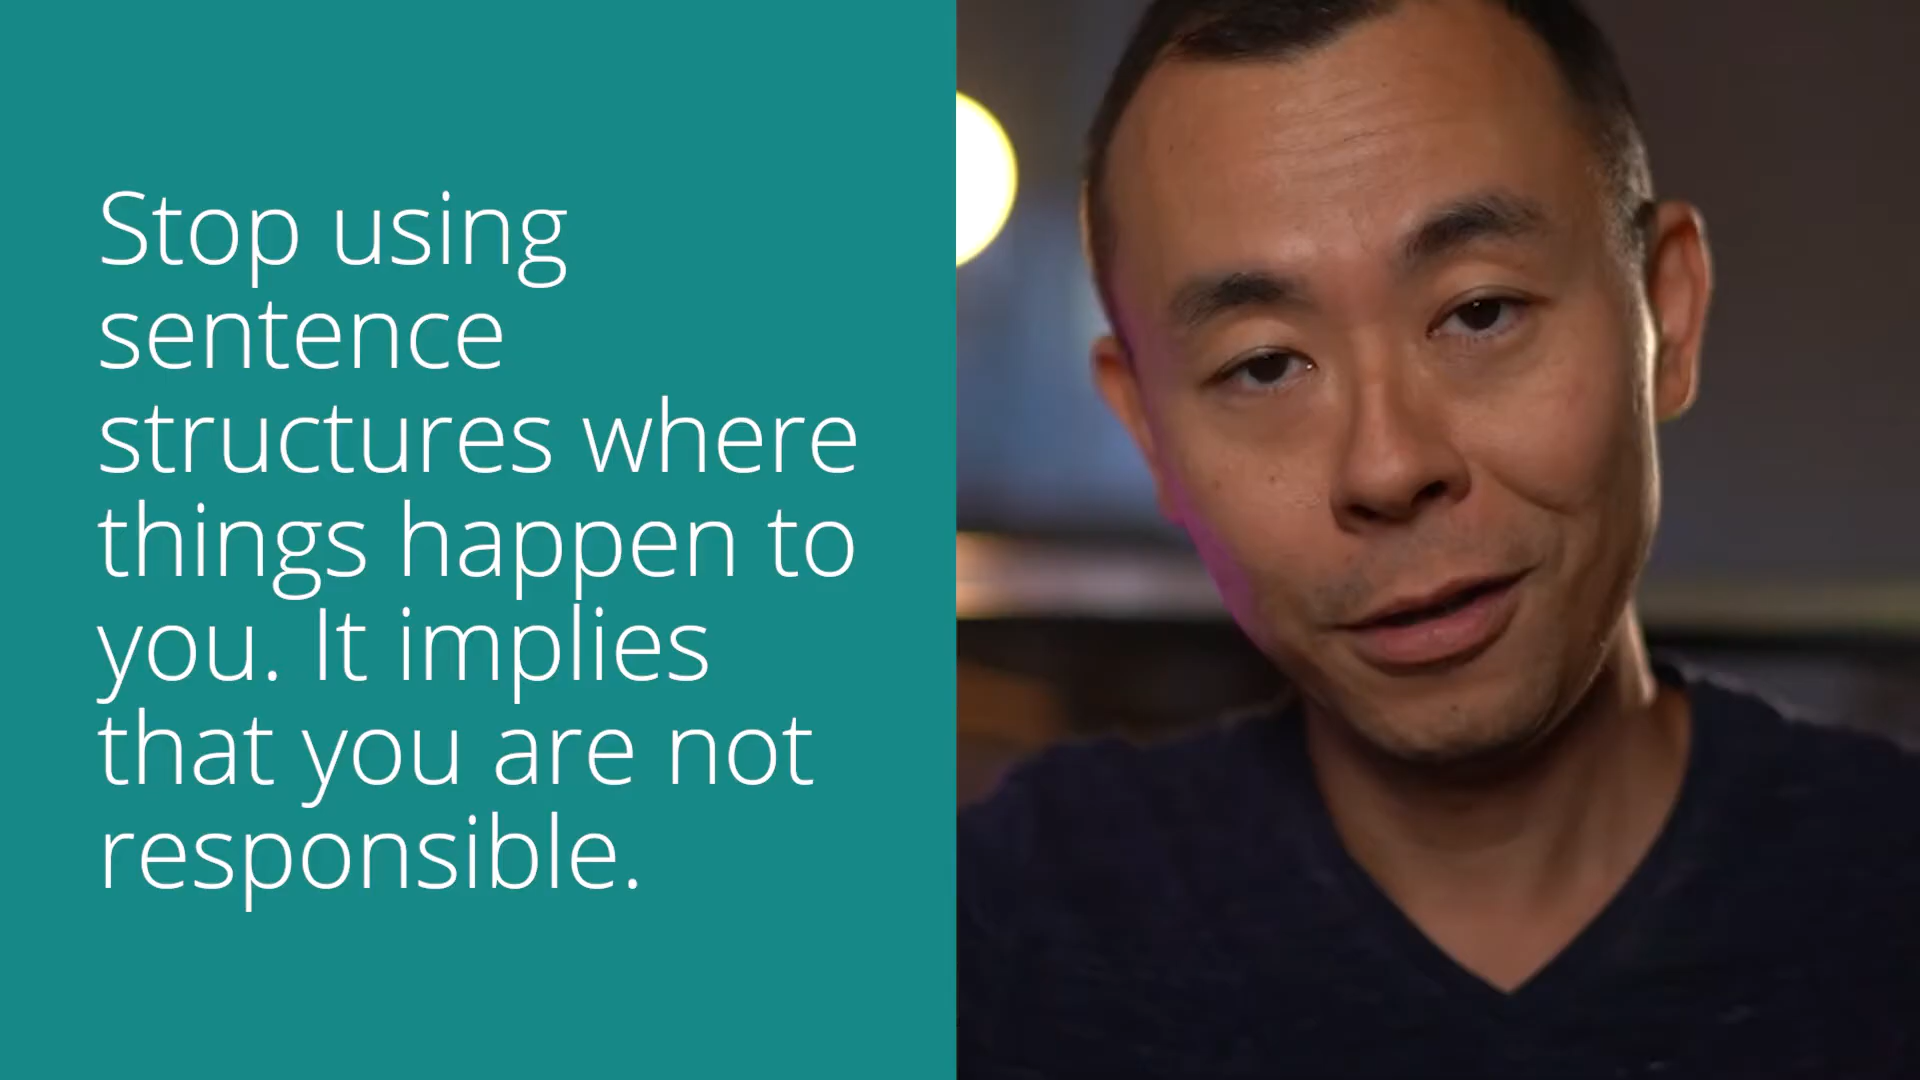 Stop using
sentence
structures where
things happen to
you. It implies
that you are not
responsible.